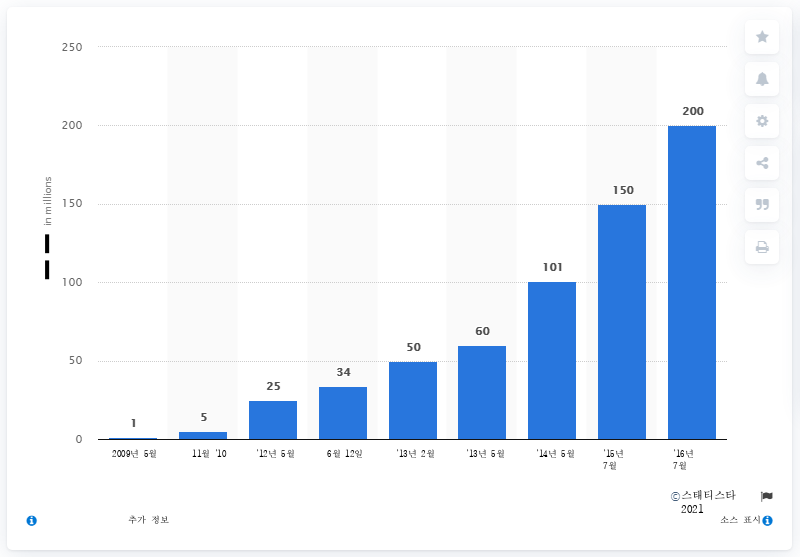 250
200
150
100
50
0
in millions
1
5
25
34
50
60
101
150
200
2009년 5월
11월 '10
'12년 5월
6월 12일
'13년 2월
'13년 5월
'14년 5월
'15년
7월
'16년
7월
©스태티스타
2021
추가 정보
소스 표시